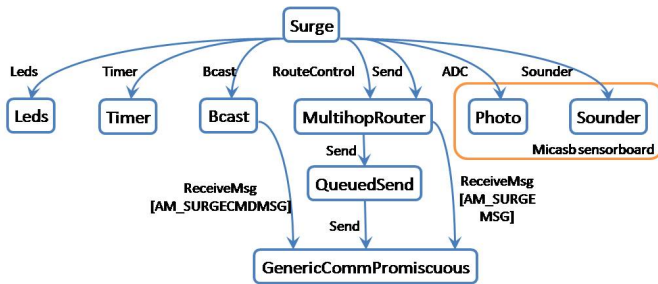 Surge
Leds
Timer
Bcast
RouteControl
Send
ADC
Sounder
Leds
Timer
Bcast
MultihopRouter
Photo
Sounder
Micasb sensorboard
Send
QueuedSend
ReceiveMsg
[AM_SURGECMDMSG]
ReceiveMsg
[AM_SURGE
MSG]
Send
GenericCommPromiscuous